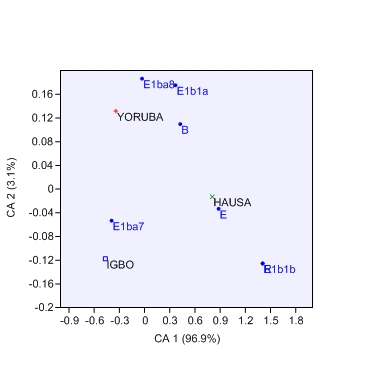 E1ba8
E1b1a
0.16
0.12
YORUBA
B
0.08
0.04
0
HAUSA
E
-0.04
E1ba7
-0.08
IGBO
-0.12
E1b1b
-0.16
-0.2
CA 2 (3.1%)
-0.9 -0.6 -0.3 0 0.3 0.6 0.9 1.2 1.5 1.8
CA 1 (96.9%)